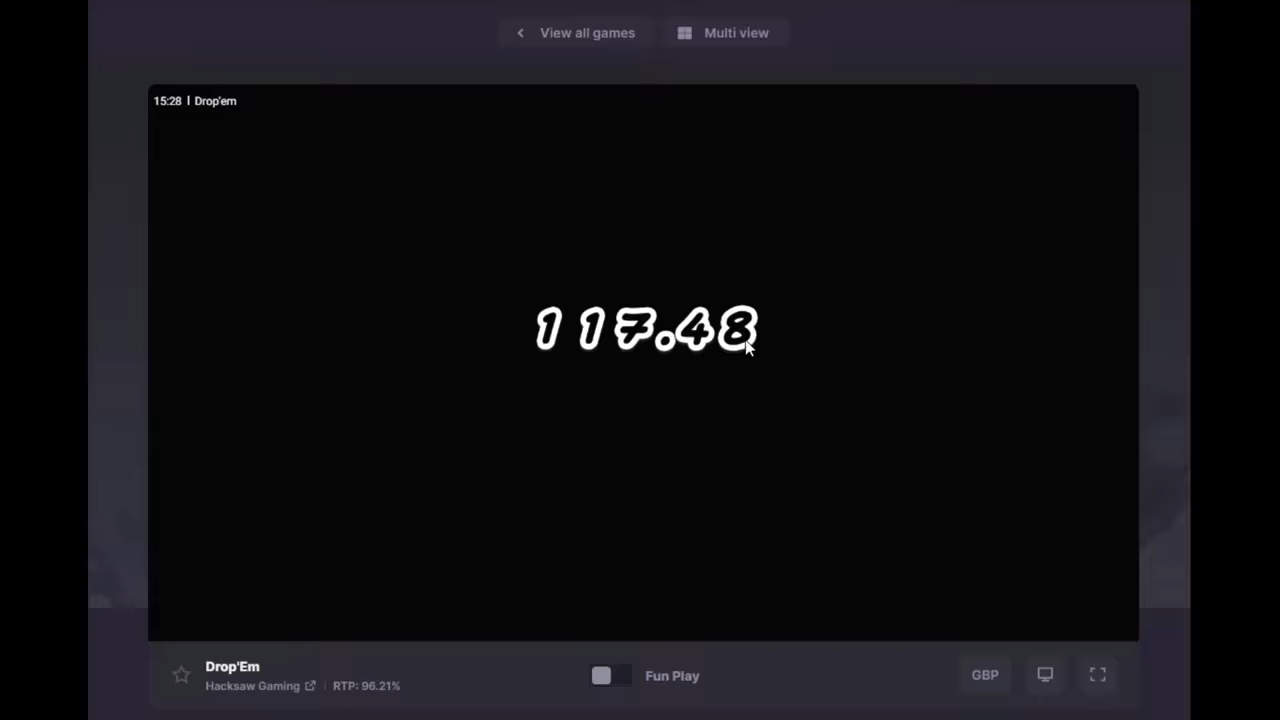 View all games
Multi view
15:28 | Drop'em
117.48
Drop'Em
Hacksaw Gaming | RTP: 96.21%
Fun Play
GBP